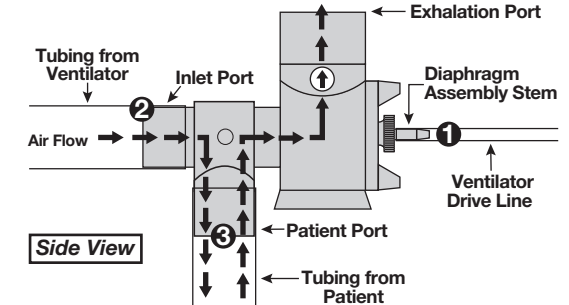 Exhalation Port
Tubing from
Ventilator
Inlet Port
Diaphragm
Assembly Stem
2
1
Air Flow
Ventilator
Drive Line
Patient Port
3
Side View
Tubing from
Patient